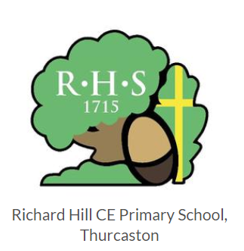 R·H·S
1715
Richard Hill CE Primary School,
Thurcaston